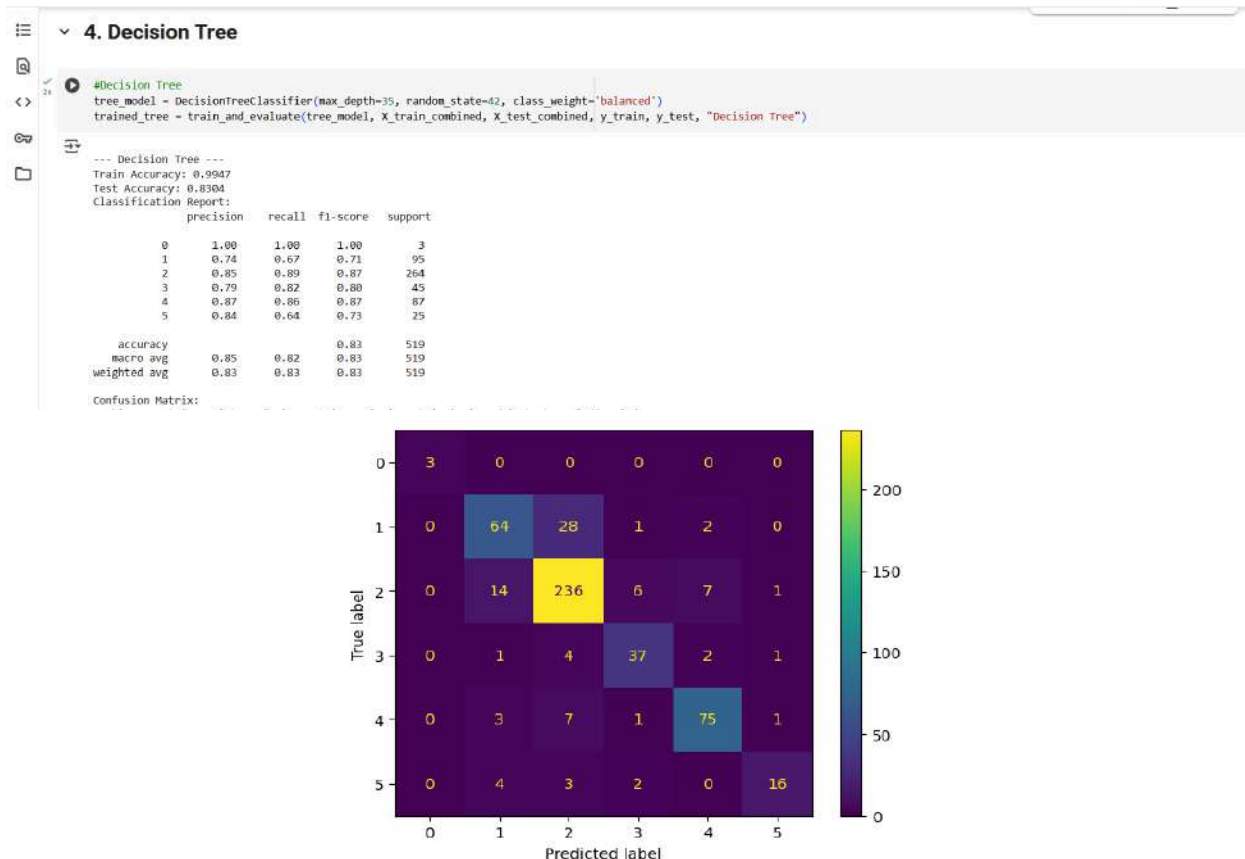 4. Decision Tree
2s
#Decision Tree
tree_model = DecisionTreeClassifier(max_depth=35, random_state=42, class_weight='balanced')
trained_tree = train_and_evaluate(tree_model, X_train_combined, X_test_combined, y_train, y_test, "Decision Tree")
--- Decision Tree ---
Train Accuracy: 0.9947
Test Accuracy: 0.8304
Classification Report:
precision recall f1-score support
0 1.00 1.00 1.00 3
1 0.74 0.67 0.71 95
2 0.85 0.89 0.87 264
3 0.79 0.82 0.80 45
4 0.87 0.86 0.87 87
5 0.84 0.64 0.73 25
accuracy 0.83 519
macro avg 0.85 0.82 0.83 519
weighted avg 0.83 0.83 0.83 519
Confusion Matrix:
0 3 0 0 0 0 0
200
1 0 64 28 1 2 0
150
2 0 14 236 6 7 1
True label
3 0 1 4 37 2 1
100
4 0 3 7 1 75 1
50
5 0 4 3 2 0 16
0
0 1 2 3 4 5
Predicted label